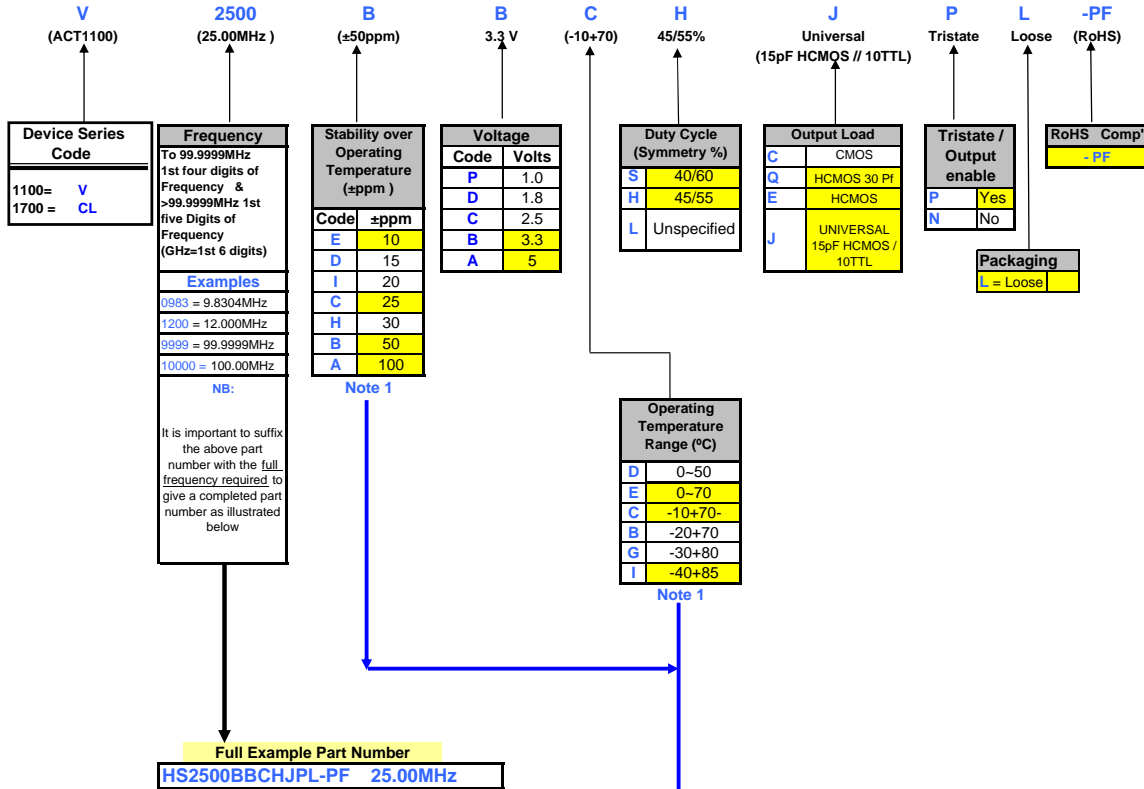 V 2500 B B C H J P L -PF
(ACT1100) (25.00MHz ) (±50ppm) 3.3 V (-10+70) 45/55% Universal Tristate Loose (RoHS)
(15pF HCMOS // 10TTL)
Device Series
Code
1100= V
1700 = CL
Frequency
To 99.9999MHz
1st four digits of
Frequency &
>99.9999MHz 1st
five Digits of
Frequency
(GHz=1st 6 digits)
Examples
0983 = 9.8304MHz
1200 = 12.000MHz
9999 = 99.9999MHz
10000 = 100.00MHz
NB:
It is important to suffix
the above part
number with the full
frequency required to
give a completed part
number as illustrated
below
Stability over
Operating
Temperature
(±ppm )
Code ±ppm
E 10
D 15
I 20
C 25
H 30
B 50
A 100
Note 1
Voltage
Code Volts
P 1.0
D 1.8
C 2.5
B 3.3
A 5
Duty Cycle
(Symmetry %)
S 40/60
H 45/55
L Unspecified
Output Load
C CMOS
Q HCMOS 30 Pf
E HCMOS
J UNIVERSAL
15pF HCMOS /
10TTL
Tristate /
Output
enable
P Yes
N No
RoHS Comp'
- PF
Packaging
L = Loose
Operating
Temperature
Range (ºC)
D 0~50
E 0~70
C -10+70-
B -20+70
G -30+80
I -40+85
Note 1
Full Example Part Number
HS2500BBCHJPL-PF 25.00MHz